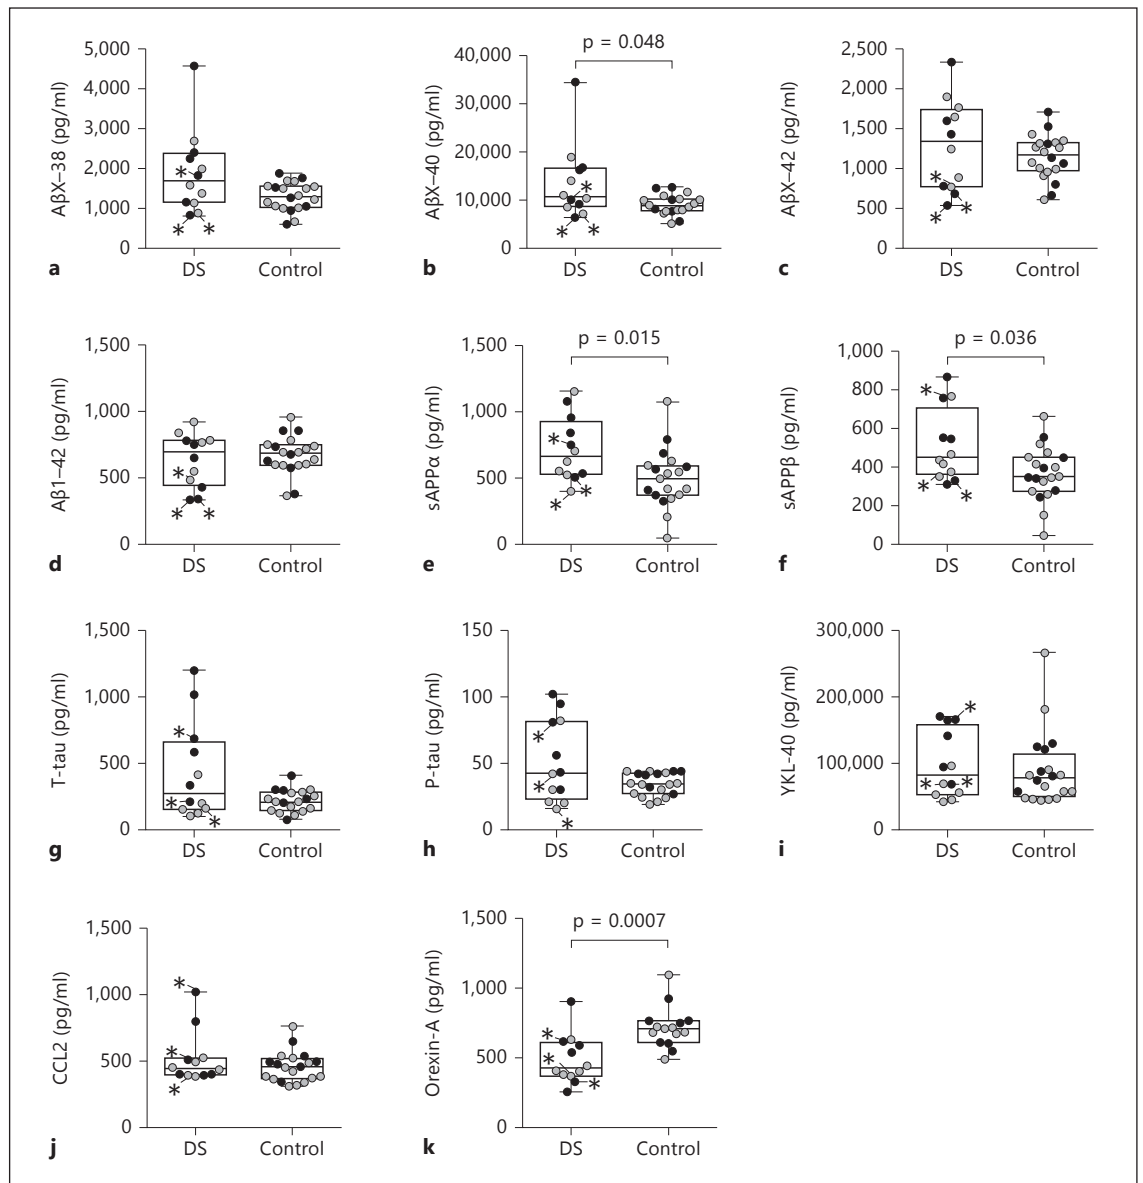 5,000
4,000
3,000
2,000
1,000
0
AβX–38 (pg/ml)
* * *
DS Control
a
p = 0.048
40,000
30,000
20,000
10,000
0
AβX–40 (pg/ml)
* * *
DS Control
b
2,500
2,000
1,500
1,000
500
0
AβX–42 (pg/ml)
* * *
DS Control
c
1,500
1,000
500
0
Aβ1–42 (pg/ml)
* * *
DS Control
d
p = 0.015
1,500
1,000
500
0
sAPPα (pg/ml)
* * *
DS Control
e
p = 0.036
1,000
800
600
400
200
0
sAPPβ (pg/ml)
* * *
DS Control
f
1,500
1,000
500
0
T-tau (pg/ml)
* * *
DS Control
g
150
100
50
0
P-tau (pg/ml)
* * *
DS Control
h
300,000
200,000
100,000
0
YKL-40 (pg/ml)
* * *
DS Control
i
1,500
1,000
500
0
CCL2 (pg/ml)
* * *
DS Control
j
p = 0.0007
1,500
1,000
500
0
Orexin-A (pg/ml)
* * *
DS Control
k